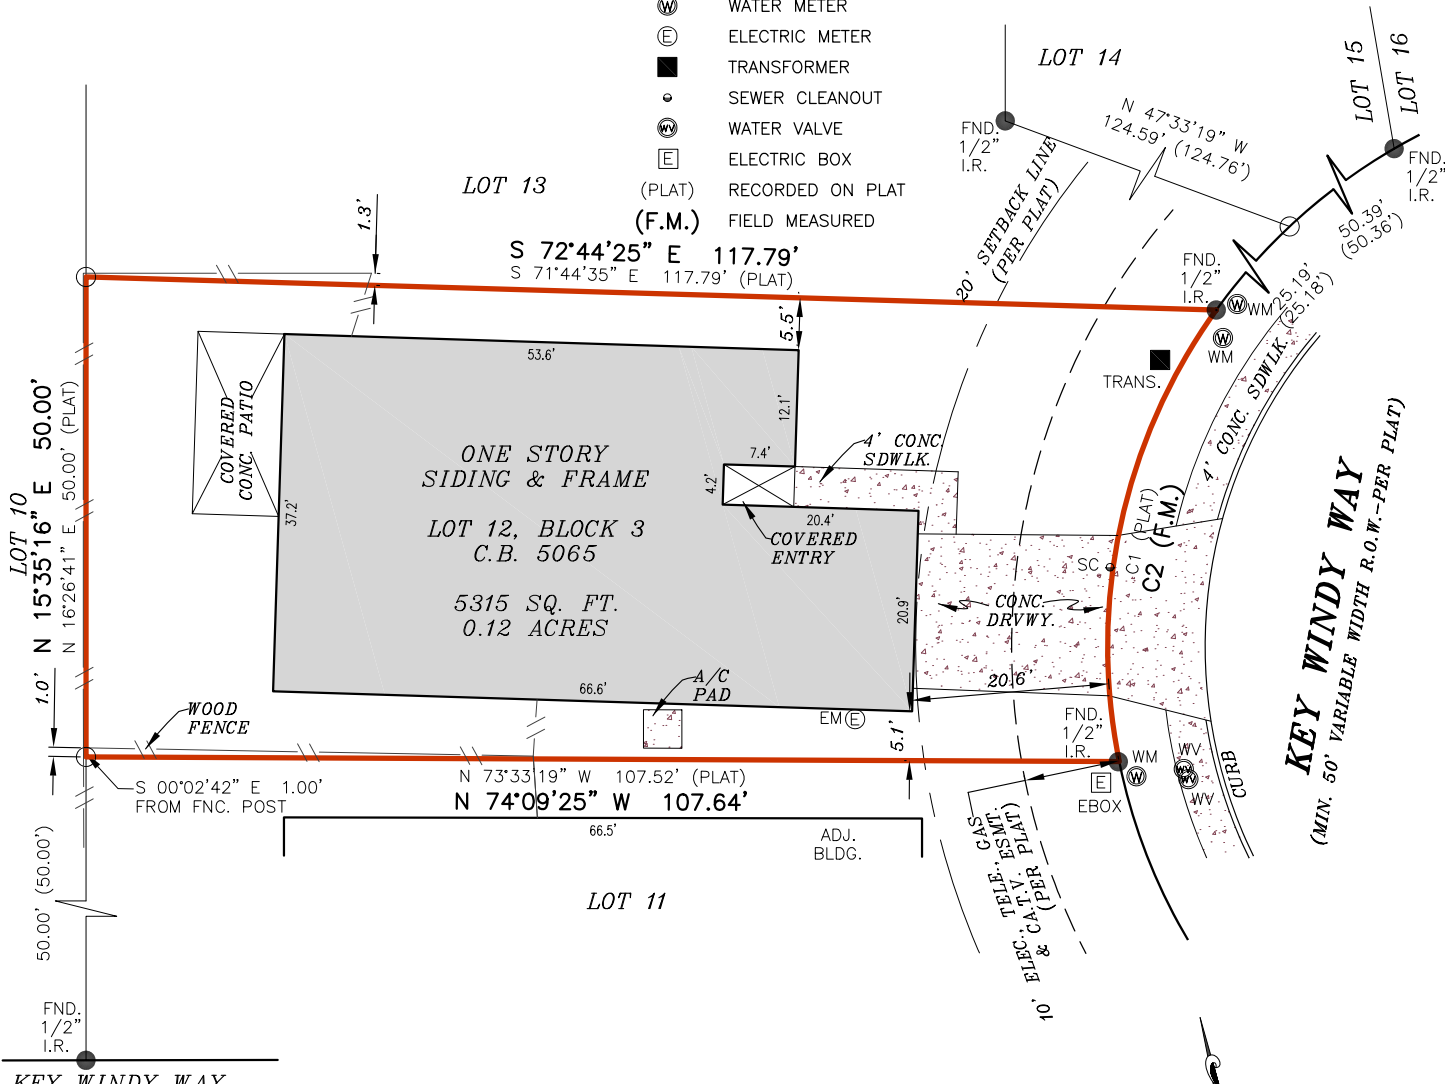 WATER METER
E ELECTRIC METER
TRANSFORMER
SEWER CLEANOUT
WV WATER VALVE
E ELECTRIC BOX
(PLAT) RECORDED ON PLAT
(F.M.) FIELD MEASURED
LOT 13
LOT 14
LOT 15
LOT 16
FND.
1/2"
I.R.
N 47°33'19" W
124.59' (124.76')
FND.
1/2"
I.R.
50.39'
(50.36')
20' SETBACK LINE
(PER PLAT)
1.3'
S 72°44'25" E 117.79'
S 71°44'35" E 117.79' (PLAT)
FND.
1/2"
I.R.
W WM
25.19'
(25.18')
W
WM
TRANS.
5.5'
53.6'
12.1'
COVERED
CONC. PATIO
37.2'
ONE STORY
SIDING & FRAME
LOT 12, BLOCK 3
C.B. 5065
5315 SQ. FT.
0.12 ACRES
7.4'
4.2'
20.4'
4' CONC.
SDWLK.
COVERED
ENTRY
4' CONC. SDWLK.
(PLAT)
(F.M.)
SC
C1
C2
CONC.
DRVWY.
20.9'
20.6'
KEY WINDY WAY
(MIN. 50' VARIABLE WIDTH R.O.W.-PER PLAT)
LOT 10
N 15°35'16" E 50.00'
N 16°26'41" E 50.00' (PLAT)
1.0'
WOOD
FENCE
66.6'
A/C
PAD
EM E
5.1'
FND.
1/2"
I.R.
WM
W
E
EBOX
WV
WV
WV
WV
CURB
S 00°02'42" E 1.00'
FROM FNC. POST
N 73°33'19" W 107.52' (PLAT)
N 74°09'25" W 107.64'
66.5'
ADJ.
BLDG.
LOT 11
10' ELEC., TELE., GAS
& CA.T.V. ESMT.
(PER PLAT)
50.00' (50.00')
FND.
1/2"
I.R.
KEY WINDY WAY